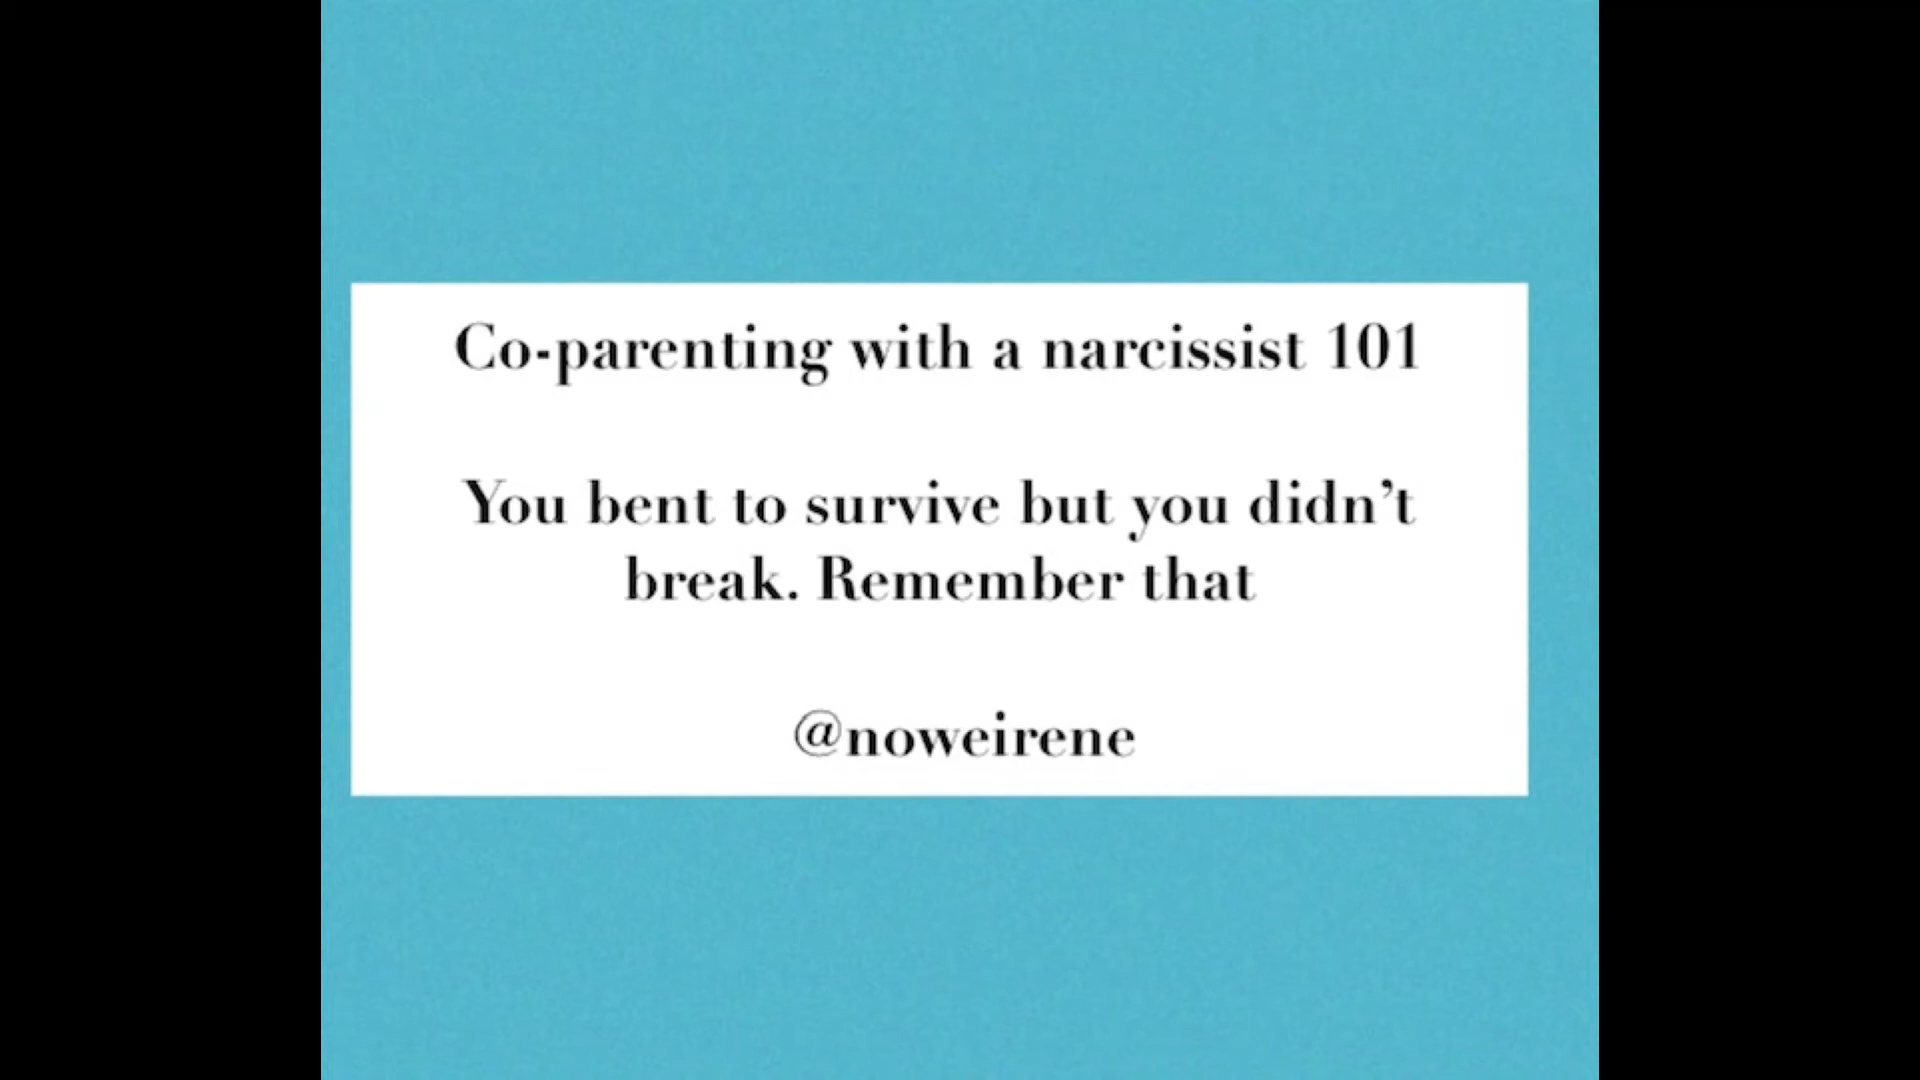 Co-parenting with a narcissist 101
You bent to survive but you didn’t
break. Remember that
@noweirene